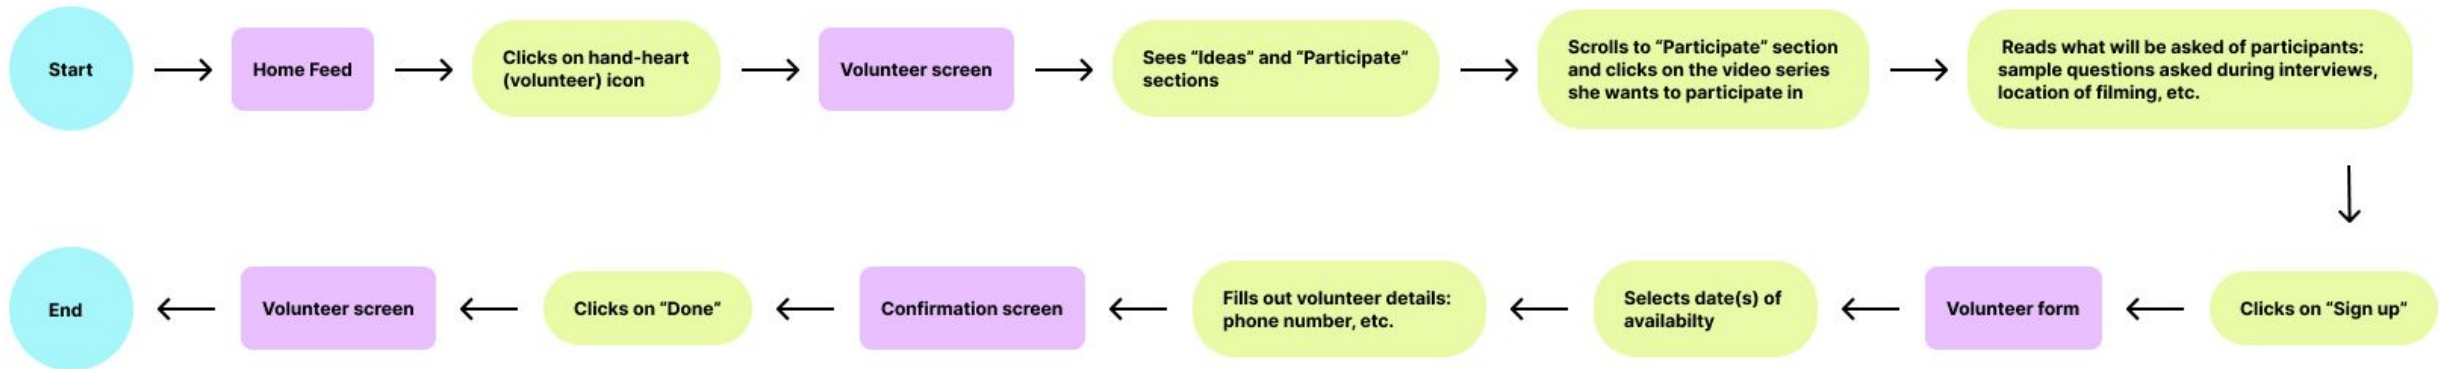 Start
Home Feed
Clicks on hand-heart
(volunteer) icon
Volunteer screen
Sees “Ideas” and “Participate”
sections
Scrolls to “Participate” section
and clicks on the video series
she wants to participate in
Reads what will be asked of participants:
sample questions asked during interviews,
location of filming, etc.
Clicks on “Sign up”
Volunteer form
Selects date(s) of
availabilty
Fills out volunteer details:
phone number, etc.
Confirmation screen
Clicks on “Done”
Volunteer screen
End